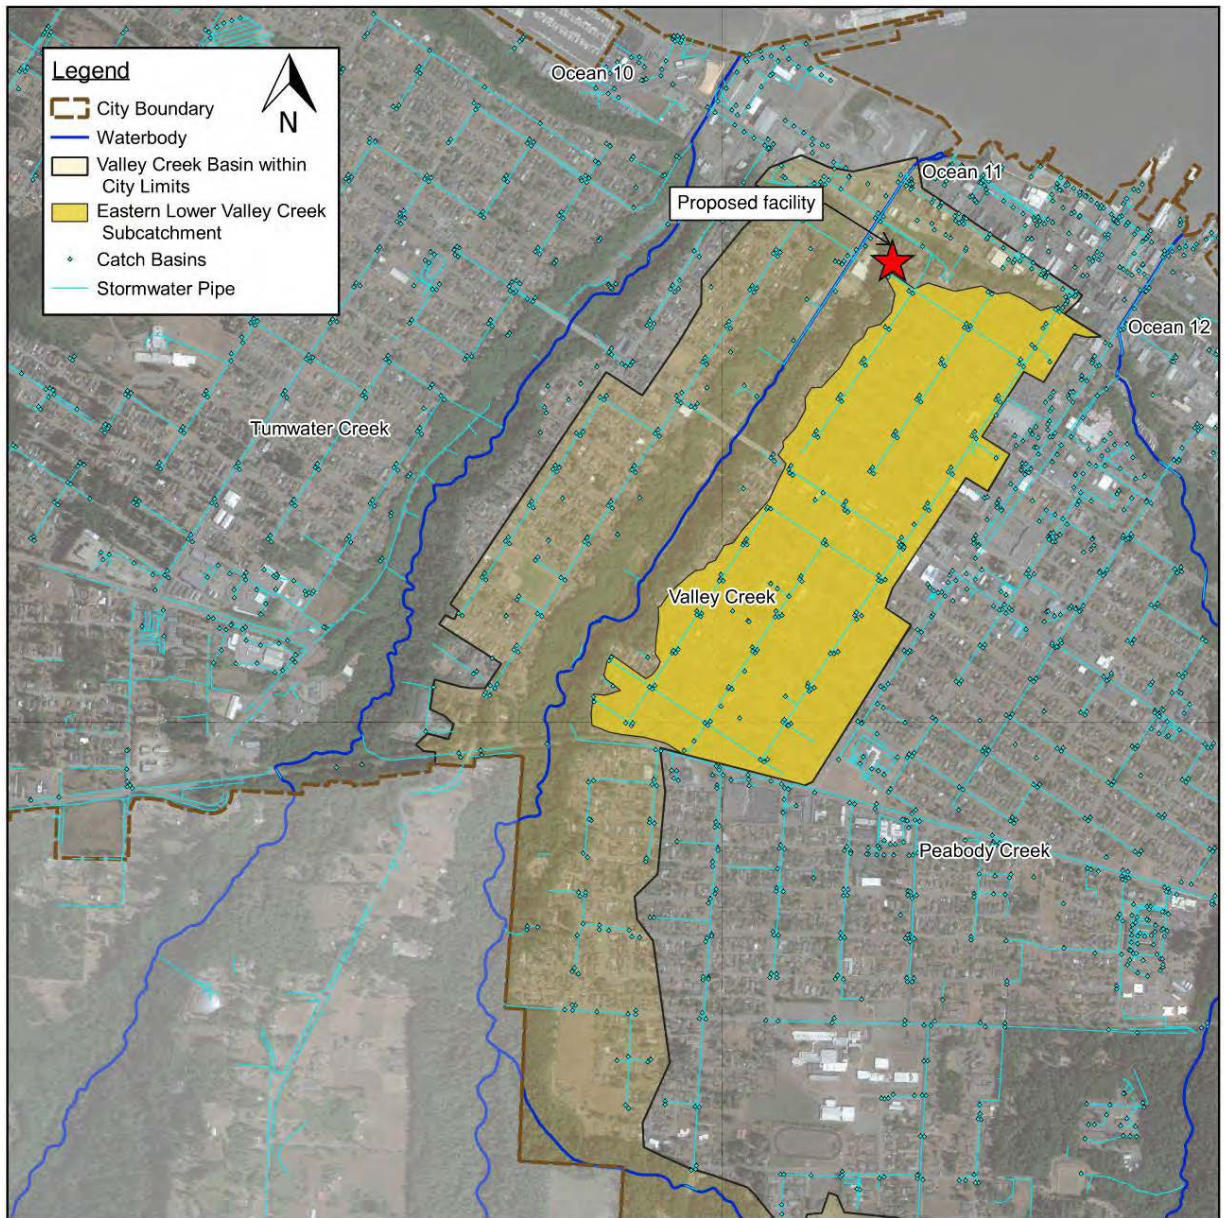 Legend
N
City Boundary
Waterbody
Valley Creek Basin within
City Limits
Eastern Lower Valley Creek
Subcatchment
Catch Basins
Stormwater Pipe
Ocean 10
Ocean 11
Proposed facility
Ocean 12
Tumwater Creek
Valley Creek
Peabody Creek